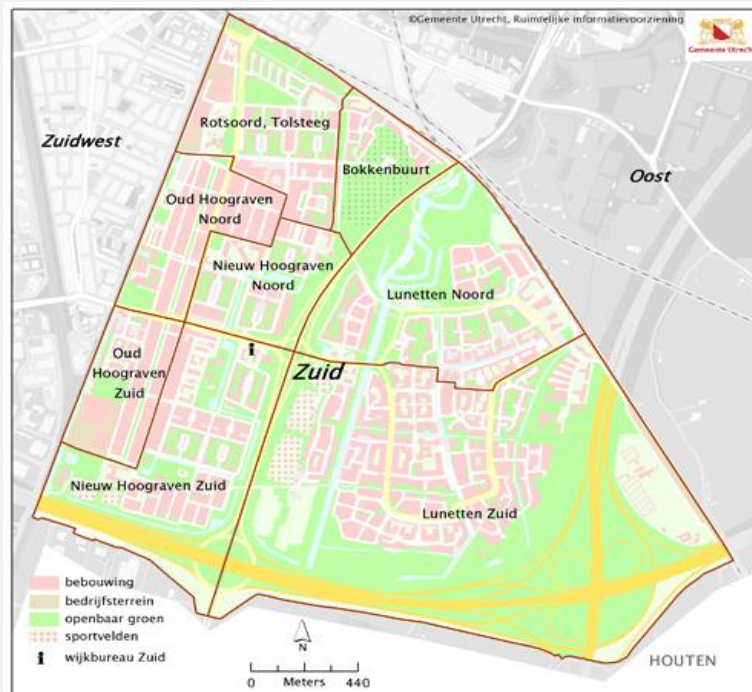 ©Gemeente Utrecht, Ruimtelijke informatievoorziening
Gemeente Utrecht
Rotsoord, Tolsteeg
Zuidwest
Bokkenbuurt
Oost
Oud Hoograven
Noord
Nieuw Hoograven
Noord
Lunetten Noord
Oud
Hoograven
Zuid
i
Zuid
Nieuw Hoograven Zuid
Lunetten Zuid
bebouwing
bedrijfsterrein
openbaar groen
sportvelden
i wijkbureau Zuid
N
0 Meters 440
HOUTEN